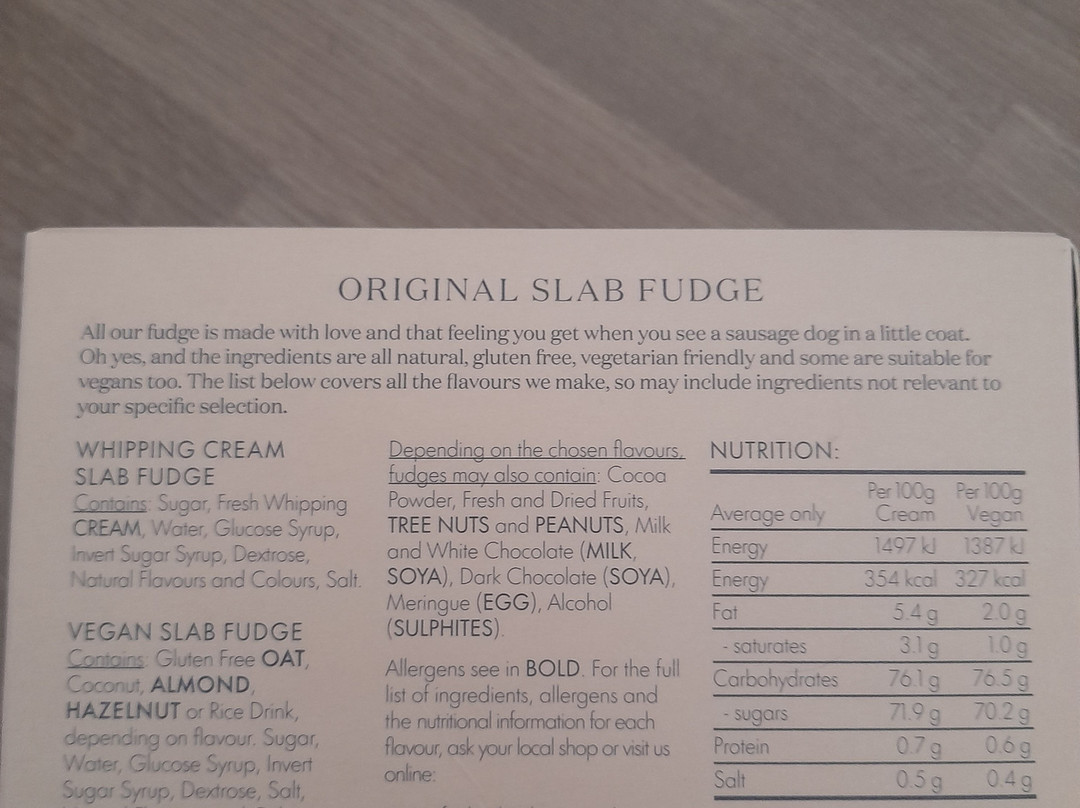 ORIGINAL SLAB FUDGE
All our fudge is made with love and that feeling you get when you see a sausage dog in a little coat.
Oh yes, and the ingredients are all natural, gluten free, vegetarian friendly and some are suitable for
vegans too. The list below covers all the flavours we make, so may include ingredients not relevant to
your specific selection.
WHIPPING CREAM
SLAB FUDGE
Contains: Sugar, Fresh Whipping
CREAM, Water, Glucose Syrup,
Invert Sugar Syrup, Dextrose,
Natural Flavours and Colours, Salt.
VEGAN SLAB FUDGE
Contains: Gluten Free OAT,
Coconut, ALMOND,
HAZELNUT or Rice Drink,
depending on flavour. Sugar,
Water, Glucose Syrup, Invert
Sugar Syrup, Dextrose, Salt,
Depending on the chosen flavours,
fudges may also contain: Cocoa
Powder, Fresh and Dried Fruits,
TREE NUTS and PEANUTS, Milk
and White Chocolate (MILK,
SOYA), Dark Chocolate (SOYA),
Meringue (EGG), Alcohol
(SULPHITES).
Allergens see in BOLD. For the full
list of ingredients, allergens and
the nutritional information for each
flavour, ask your local shop or visit us
online:
NUTRITION:
Average only Per 100g Cream Per 100g Vegan
Energy 1497 kJ 1387 kJ
Energy 354 kcal 327 kcal
Fat 5.4 g 2.0 g
- saturates 3.1 g 1.0 g
Carbohydrates 76.1 g 76.5 g
- sugars 71.9 g 70.2 g
Protein 0.7 g 0.6 g
Salt 0.5 g 0.4 g